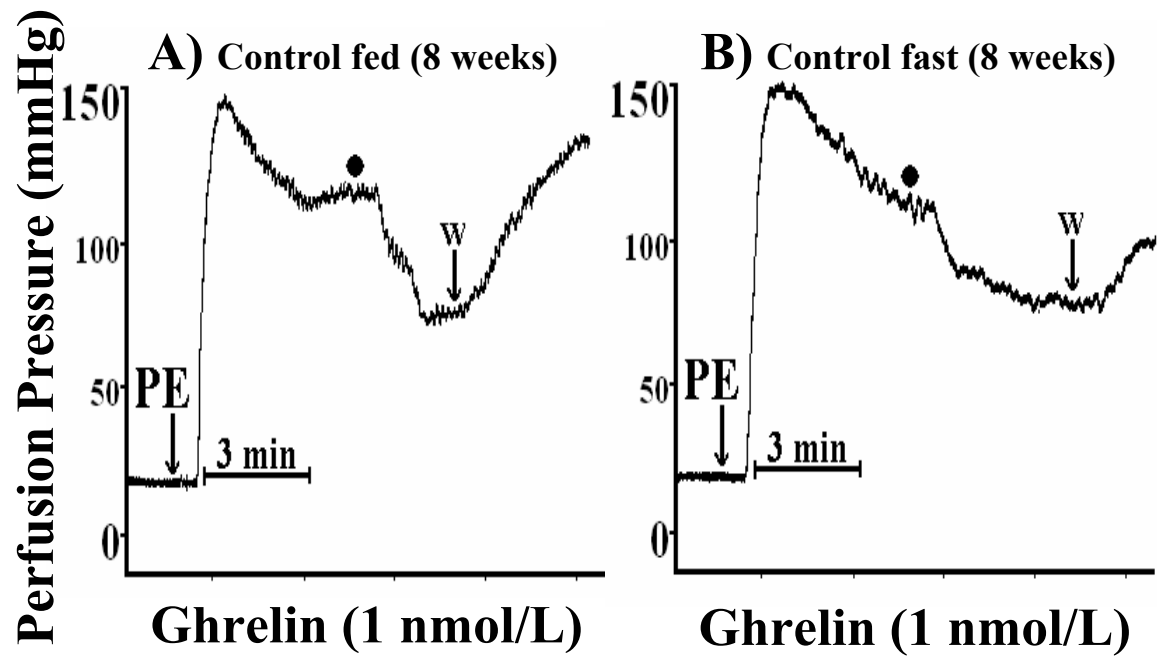 Perfusion Pressure (mmHg)
A) Control fed (8 weeks)
150
100
50
0
PE
3 min
W
Ghrelin (1 nmol/L)
B) Control fast (8 weeks)
150
100
50
0
PE
3 min
W
Ghrelin (1 nmol/L)